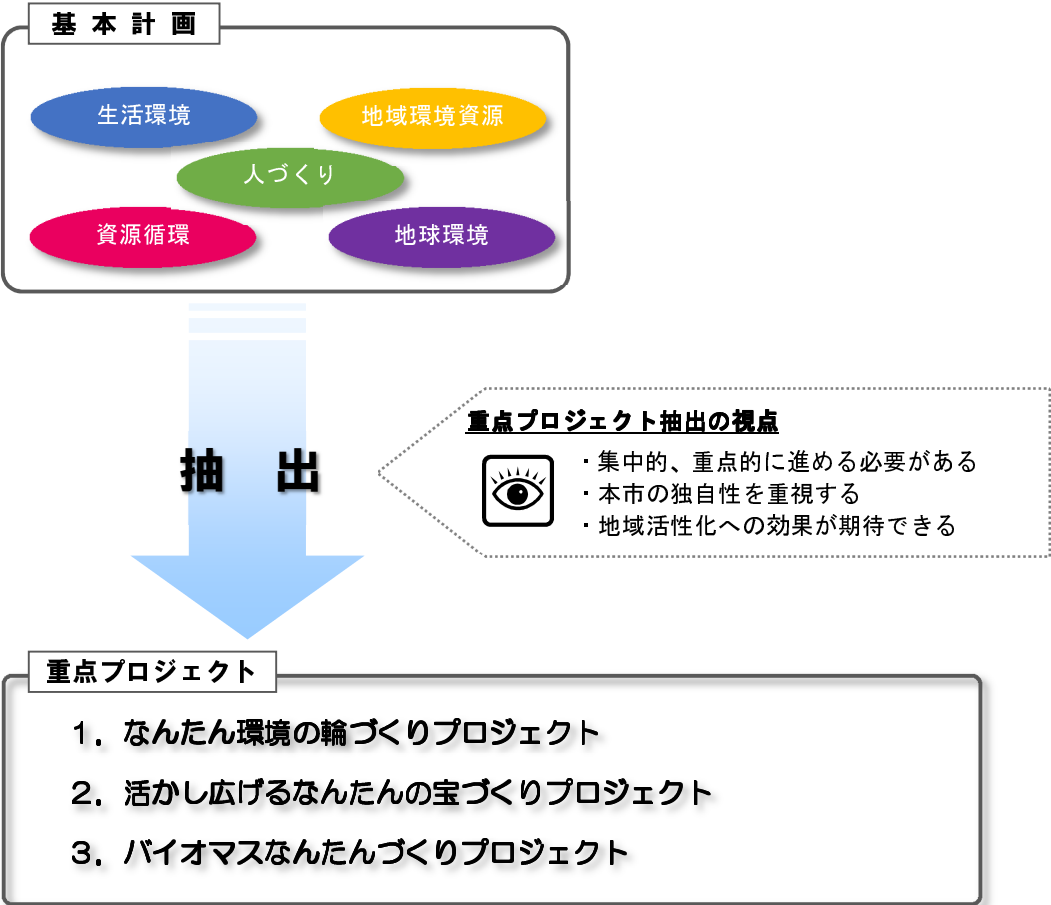 基本計画
生活環境
地域環境資源
人づくり
資源循環
地球環境
抽 出
重点プロジェクト抽出の視点
・集中的、重点的に進める必要がある
・本市の独自性を重視する
・地域活性化への効果が期待できる
重点プロジェクト
1．なんたん環境の輪づくりプロジェクト
2．活かし広げるなんたんの宝づくりプロジェクト
3．バイオマスなんたんづくりプロジェクト